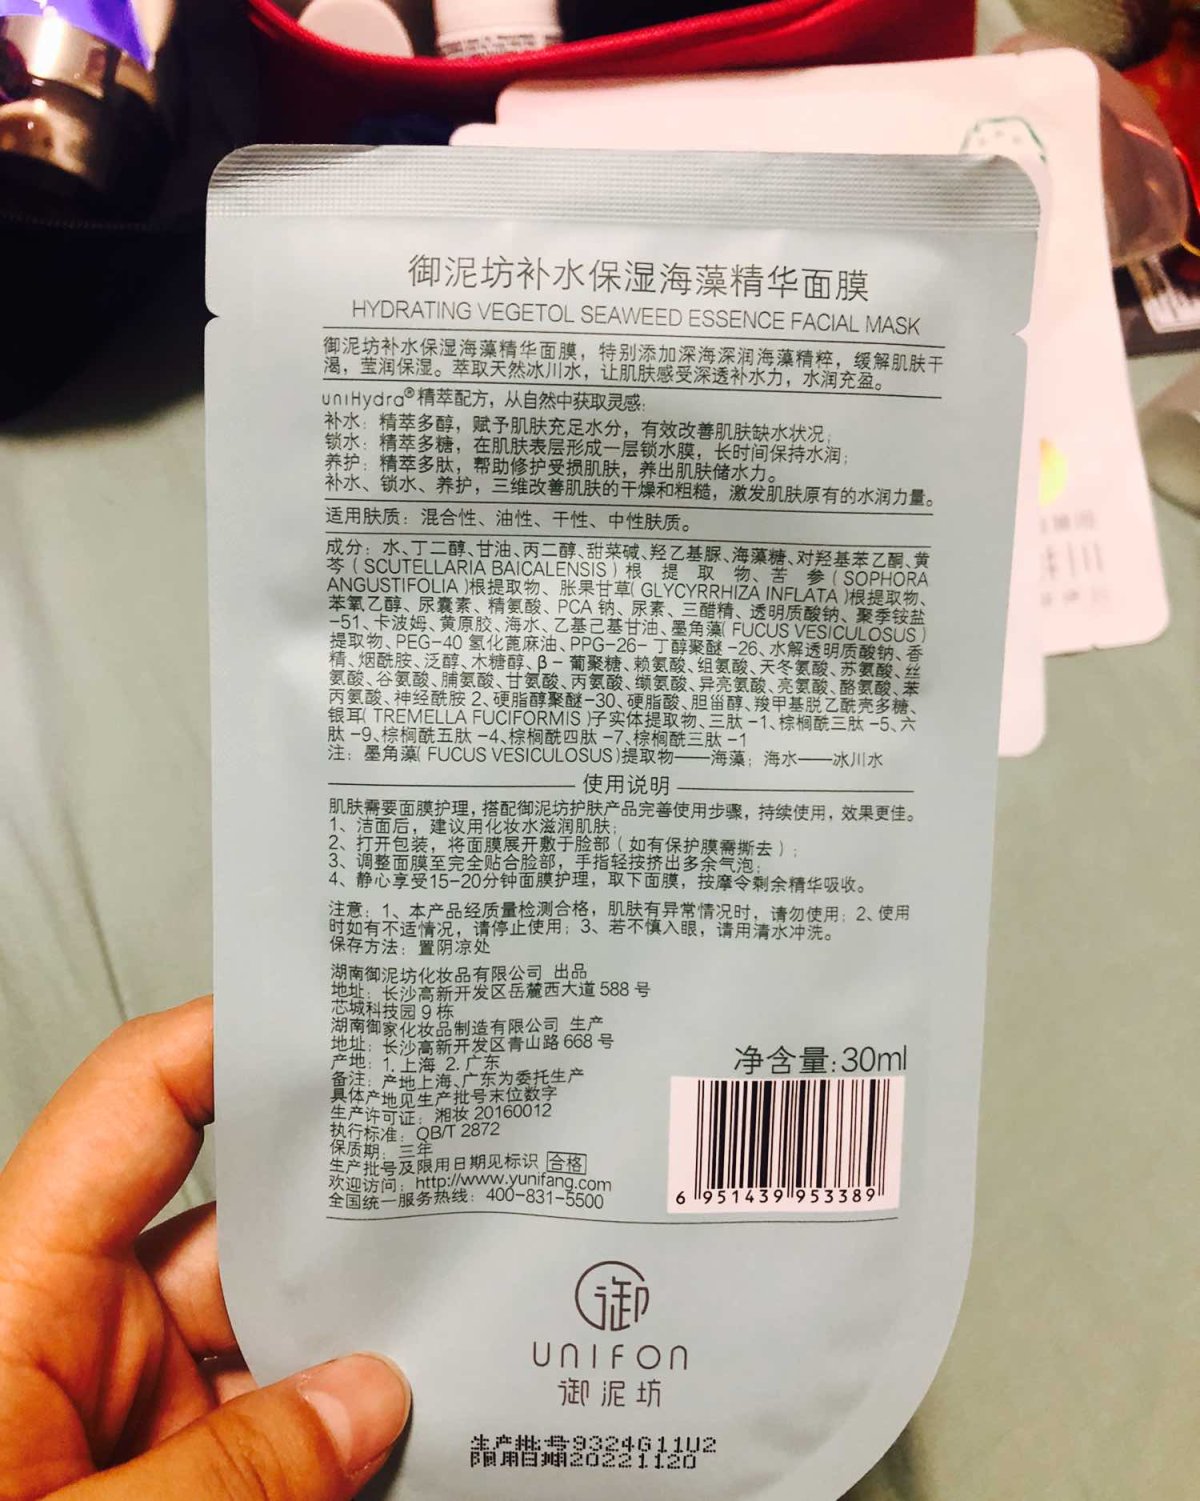 御泥坊补水保湿海藻精华面膜
HYDRATING VEGETOL SEAWEED ESSENCE FACIAL MASK
御泥坊补水保湿海藻精华面膜，特别添加深海深润海藻精粹，缓解肌肤干
渴，莹润保湿。萃取天然冰川水，让肌肤感受深透补水力，水润充盈。
uniHydra®精萃配方，从自然中获取灵感：
补水：精萃多醇，赋予肌肤充足水分，有效改善肌肤缺水状况；
锁水：精萃多糖，在肌肤表层形成一层锁水膜，长时间保持水润；
养护：精萃多肽，帮助修护受损肌肤，养出肌肤储水力。
补水、锁水、养护，三维改善肌肤的干燥和粗糙，激发肌肤原有的水润力量。
适用肤质：混合性、油性、干性、中性肤质。
成分：水、丁二醇、甘油、丙二醇、甜菜碱、羟乙基脲、海藻糖、对羟基苯乙酮、黄
芩（SCUTELLARIA BAICALENSIS）根提取物、苦参（SOPHORA
ANGUSTIFOLIA）根提取物、胀果甘草（GLYCYRRHIZA INFLATA）根提取物、
苯氧乙醇、尿囊素、精氨酸、PCA 钠、尿素、三醋精、透明质酸钠、聚季铵盐
-51、卡波姆、黄原胶、海水、乙基己基甘油、墨角藻（FUCUS VESICULOSUS）
提取物、PEG-40 氢化蓖麻油、PPG-26-丁醇聚醚-26、水解透明质酸钠、香
精、烟酰胺、泛醇、木糖醇、β-葡聚糖、赖氨酸、组氨酸、天冬氨酸、苏氨酸、丝
氨酸、谷氨酸、脯氨酸、甘氨酸、丙氨酸、缬氨酸、异亮氨酸、亮氨酸、酪氨酸、苯
丙氨酸、神经酰胺 2、硬脂醇聚醚-30、硬脂酸、胆甾醇、羧甲基脱乙酰壳多糖、
银耳（TREMELLA FUCIFORMIS）子实体提取物、三肽-1、棕榈酰三肽-5、六
肽-9、棕榈酰五肽-4、棕榈酰四肽-7、棕榈酰三肽-1
注：墨角藻（FUCUS VESICULOSUS）提取物——海藻；海水——冰川水
使用说明
肌肤需要面膜护理，搭配御泥坊护肤产品完善使用步骤，持续使用，效果更佳。
1、洁面后，建议用化妆水滋润肌肤；
2、打开包装，将面膜展开敷于脸部（如有保护膜需撕去）；
3、调整面膜至完全贴合脸部，手指轻按挤出多余气泡；
4、静心享受15-20分钟面膜护理，取下面膜，按摩令剩余精华吸收。
注意：1、本产品经质量检测合格，肌肤有异常情况时，请勿使用；2、使用
时如有不适情况，请停止使用；3、若不慎入眼，请用清水冲洗。
保存方法：置阴凉处
湖南御泥坊化妆品有限公司 出品
地址：长沙高新开发区岳麓西大道 588 号
芯城科技园 9 栋
湖南御家化妆品制造有限公司 生产
地址：长沙高新开发区青山路 668 号
产地：1. 上海 2. 广东
备注：产地上海、广东为委托生产
具体产地见生产批号末位数字
生产许可证：湘妆 20160012
执行标准：QB/T 2872
保质期：三年
生产批号及限用日期见标识 合格
欢迎访问：http://www.yunifang.com
全国统一服务热线：400-831-5500
净含量:30ml
6 951439 953389
御
UNIFON
御泥坊
生产批号9324G11U2
限用日期20221120